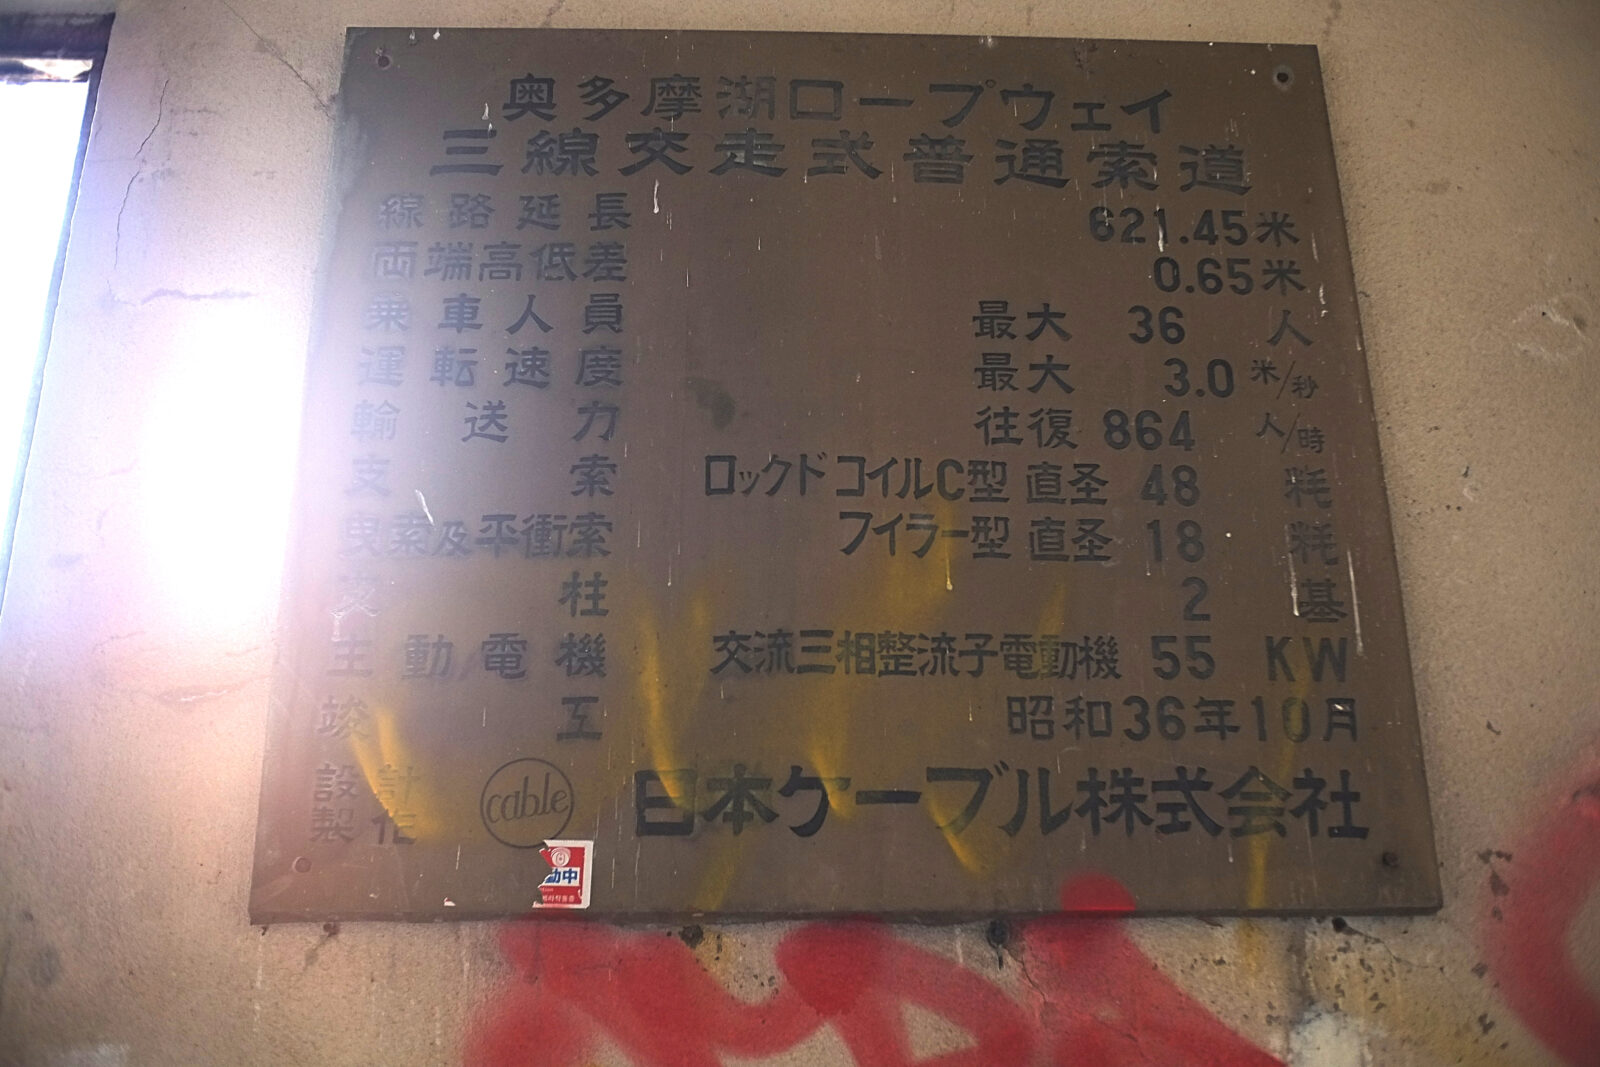 奥多摩湖ロープウェイ
三線交走式普通索道
線路延長 621.45米
両端高低差 0.65米
乗車人員 最大 36 人
運転速度 最大 3.0 米/秒
輸送力 往復 864 人/時
支索 ロックドコイルC型 直圣 48 粍
曳索及平衝索 フイラー型 直圣 18 粍
支柱 2 基
主動電機 交流三相整流子電動機 55 KW
竣工 昭和36年10月
設計
製作 cable 日本ケーブル株式会社
動中